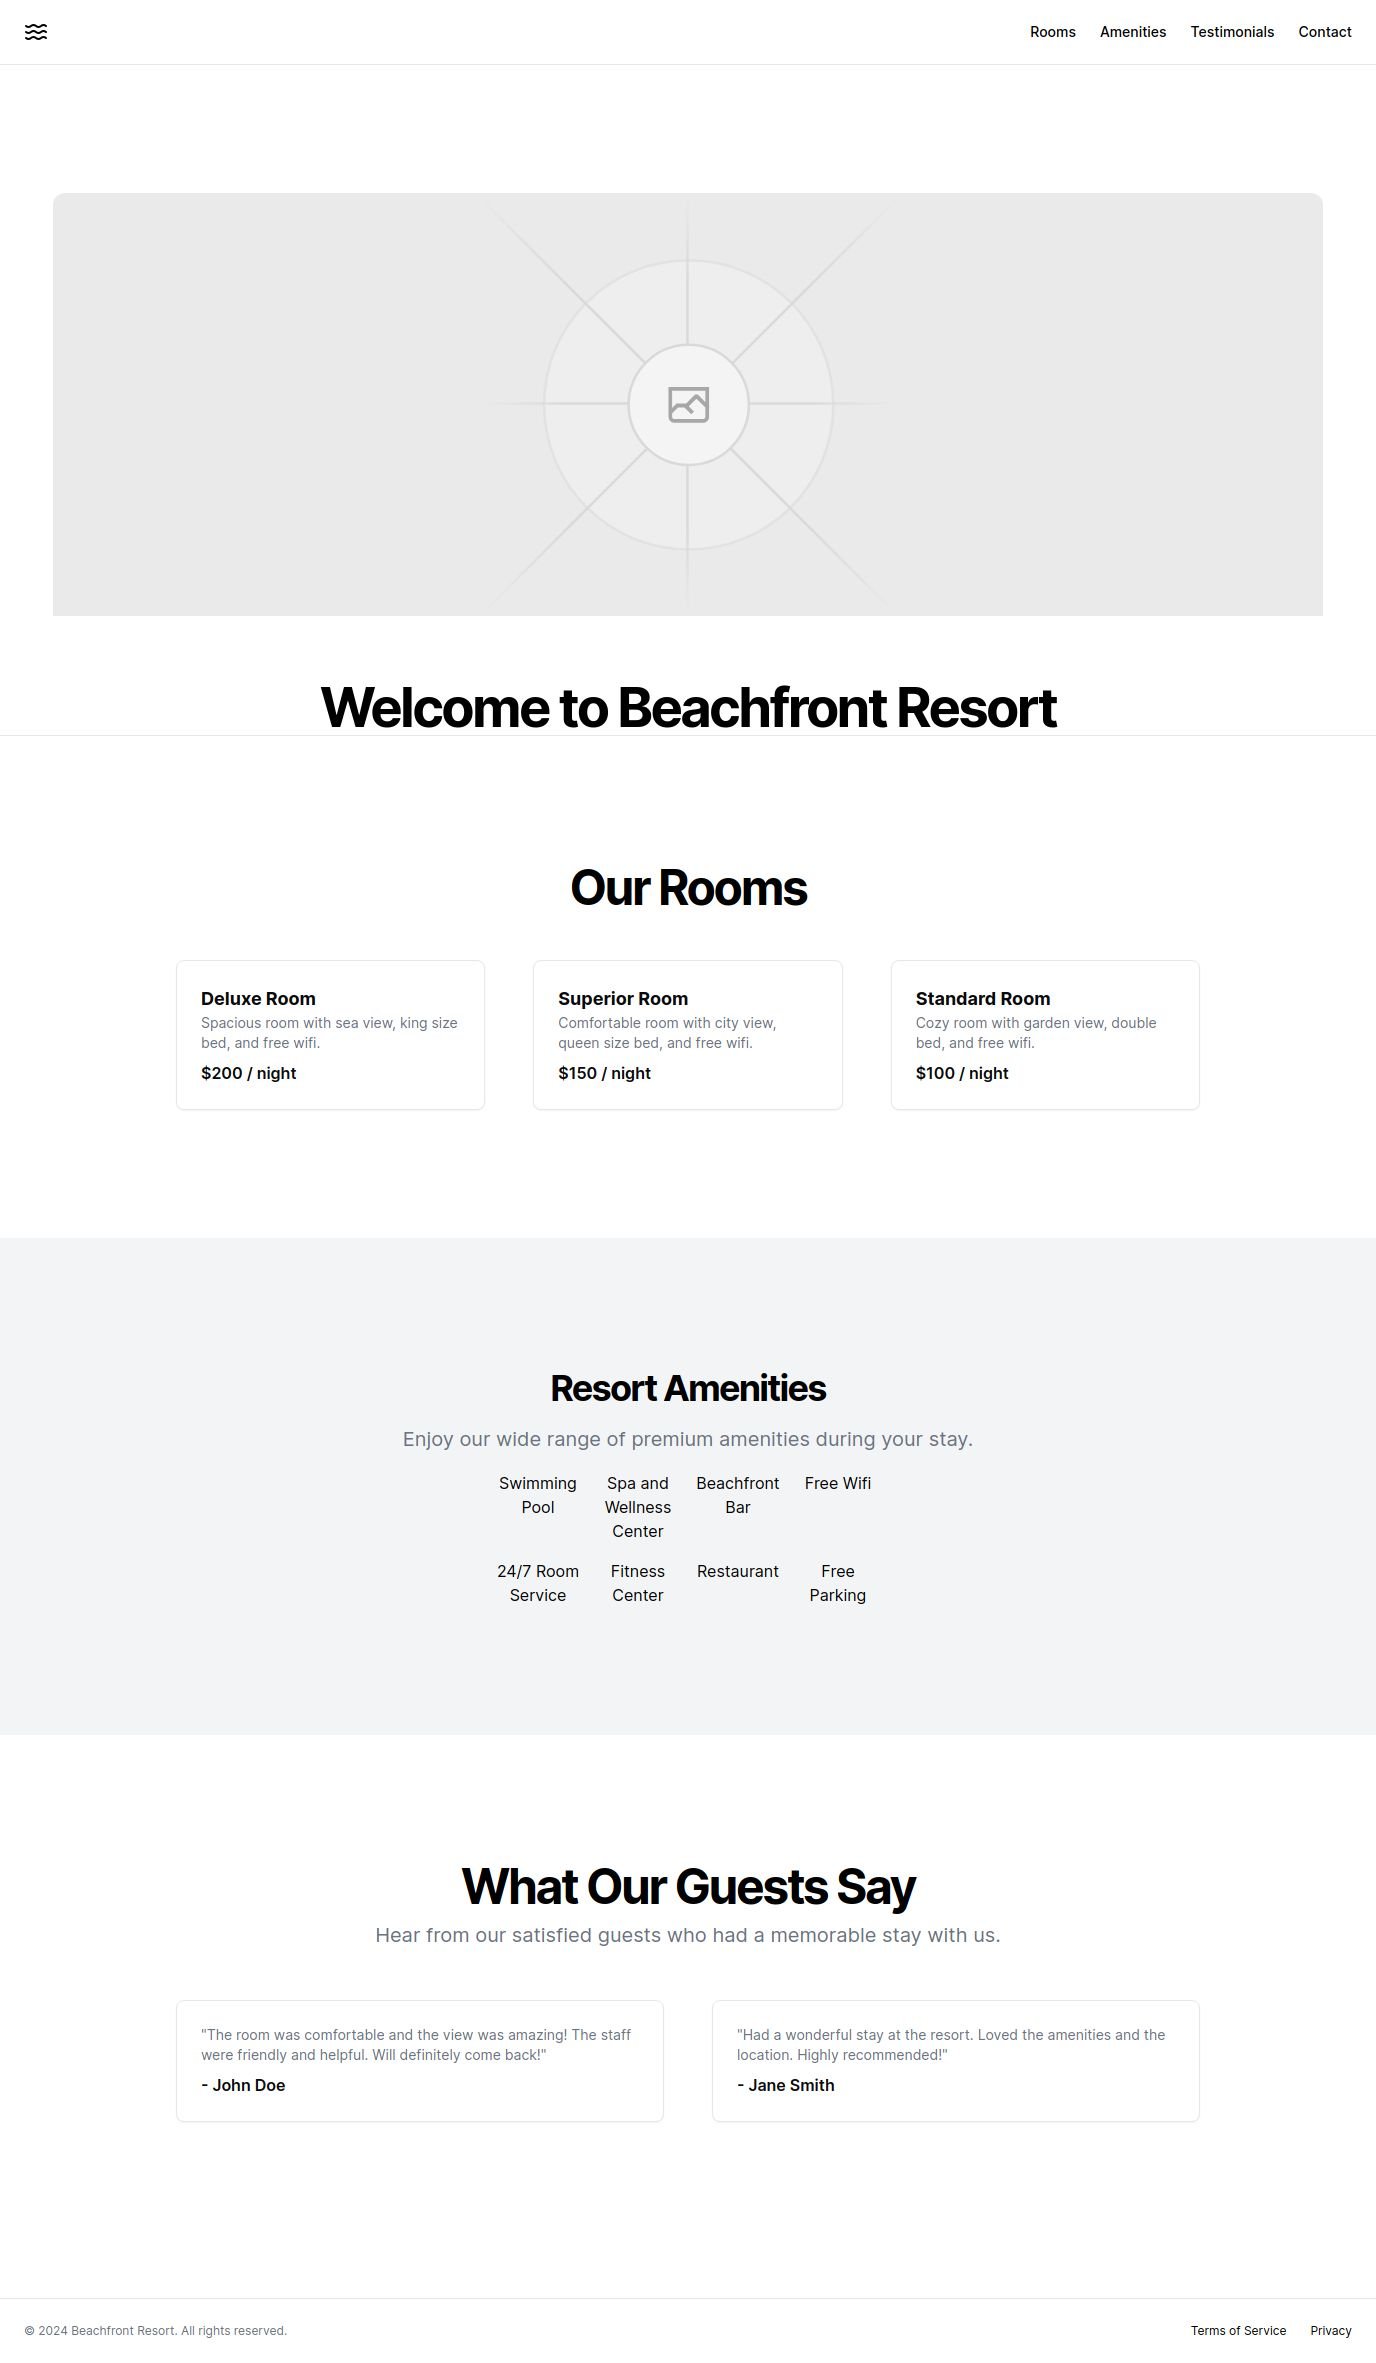 Rooms Amenities Testimonials Contact
Welcome to Beachfront Resort
Our Rooms
Deluxe Room
Spacious room with sea view, king size
bed, and free wifi.
$200 / night
Superior Room
Comfortable room with city view,
queen size bed, and free wifi.
$150 / night
Standard Room
Cozy room with garden view, double
bed, and free wifi.
$100 / night
Resort Amenities
Enjoy our wide range of premium amenities during your stay.
Swimming
Pool
Spa and
Wellness
Center
Beachfront
Bar
Free Wifi
24/7 Room
Service
Fitness
Center
Restaurant
Free
Parking
What Our Guests Say
Hear from our satisfied guests who had a memorable stay with us.
"The room was comfortable and the view was amazing! The staff
were friendly and helpful. Will definitely come back!"
- John Doe
"Had a wonderful stay at the resort. Loved the amenities and the
location. Highly recommended!"
- Jane Smith
© 2024 Beachfront Resort. All rights reserved.
Terms of Service Privacy